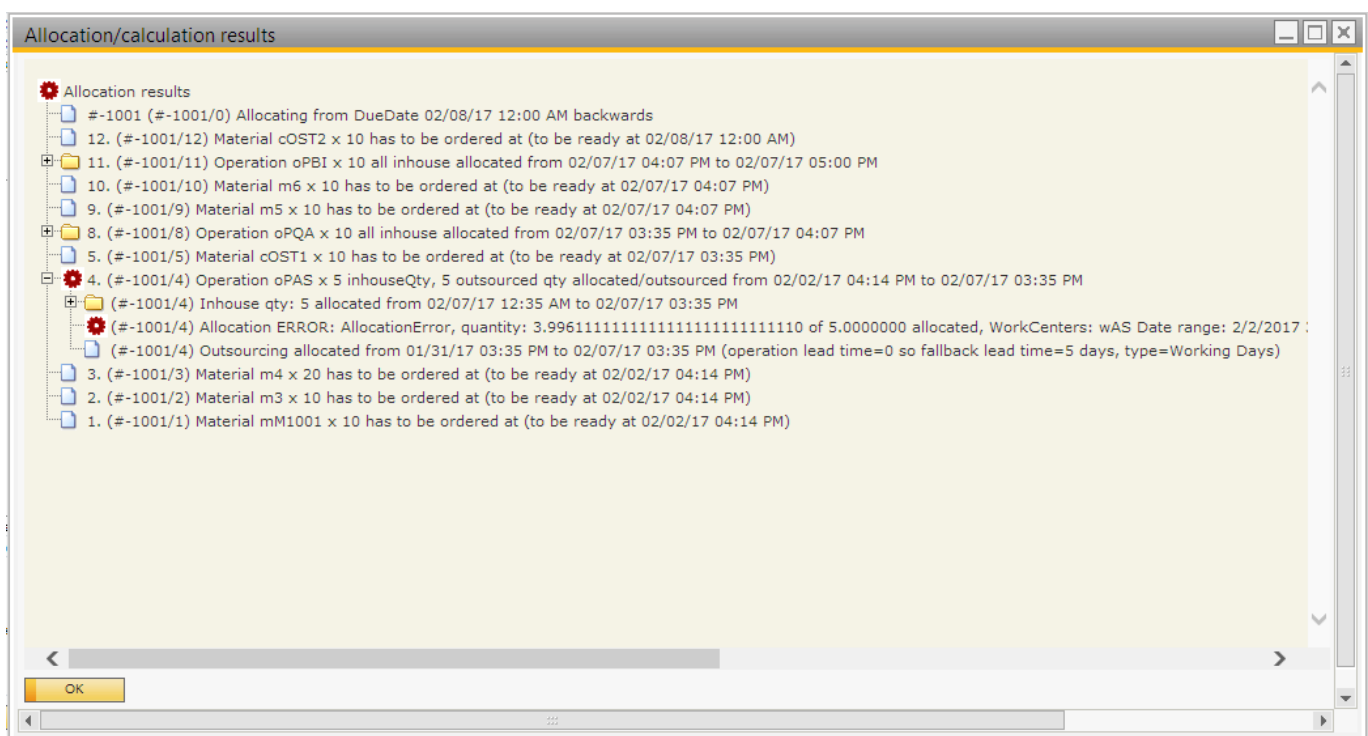 Allocation/calculation results
Allocation results
#-1001 (#-1001/0) Allocating from DueDate 02/08/17 12:00 AM backwards
12. (#-1001/12) Material cOST2 x 10 has to be ordered at (to be ready at 02/08/17 12:00 AM)
11. (#-1001/11) Operation oPBI x 10 all inhouse allocated from 02/07/17 04:07 PM to 02/07/17 05:00 PM
10. (#-1001/10) Material m6 x 10 has to be ordered at (to be ready at 02/07/17 04:07 PM)
9. (#-1001/9) Material m5 x 10 has to be ordered at (to be ready at 02/07/17 04:07 PM)
8. (#-1001/8) Operation oPQA x 10 all inhouse allocated from 02/07/17 03:35 PM to 02/07/17 04:07 PM
5. (#-1001/5) Material cOST1 x 10 has to be ordered at (to be ready at 02/07/17 03:35 PM)
4. (#-1001/4) Operation oPAS x 5 inhouseQty, 5 outsourced qty allocated/outsourced from 02/02/17 04:14 PM to 02/07/17 03:35 PM
(#-1001/4) Inhouse qty: 5 allocated from 02/07/17 12:35 AM to 02/07/17 03:35 PM
(#-1001/4) Allocation ERROR: AllocationError, quantity: 3.9961111111111111111111111110 of 5.0000000 allocated, WorkCenters: wAS Date range: 2/2/2017
(#-1001/4) Outsourcing allocated from 01/31/17 03:35 PM to 02/07/17 03:35 PM (operation lead time=0 so fallback lead time=5 days, type=Working Days)
3. (#-1001/3) Material m4 x 20 has to be ordered at (to be ready at 02/02/17 04:14 PM)
2. (#-1001/2) Material m3 x 10 has to be ordered at (to be ready at 02/02/17 04:14 PM)
1. (#-1001/1) Material mM1001 x 10 has to be ordered at (to be ready at 02/02/17 04:14 PM)
OK